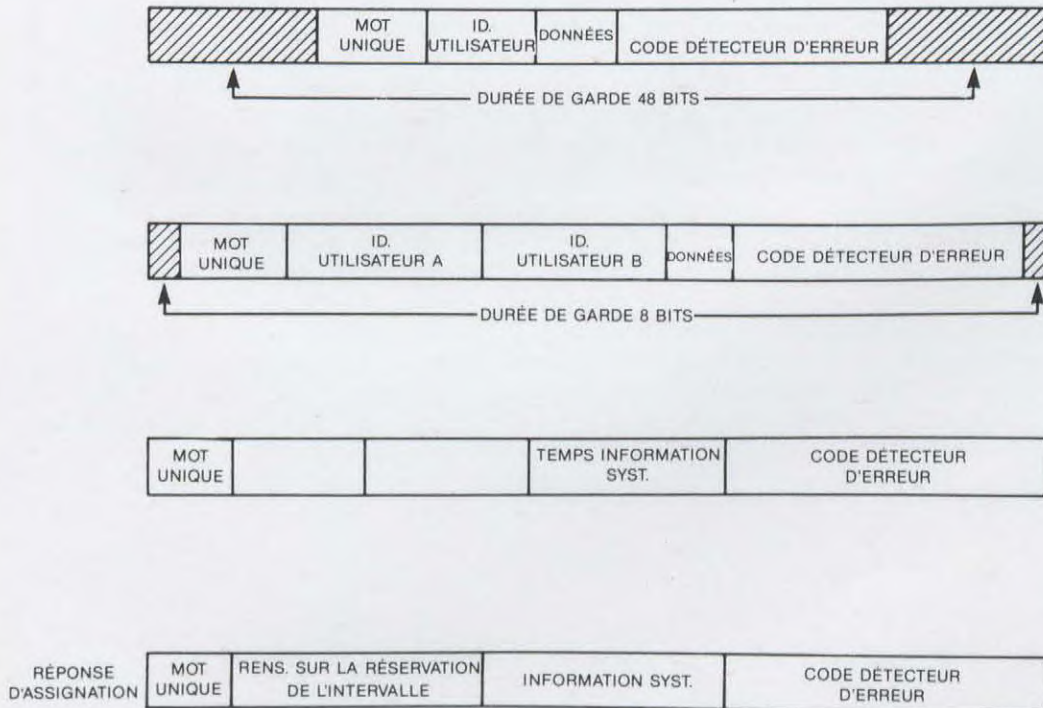 MOT
UNIQUE
ID.
UTILISATEUR
DONNÉES
CODE DÉTECTEUR D'ERREUR
DURÉE DE GARDE 48 BITS
MOT
UNIQUE
ID.
UTILISATEUR A
ID.
UTILISATEUR B
DONNÉES
CODE DÉTECTEUR D'ERREUR
DURÉE DE GARDE 8 BITS
MOT
UNIQUE
TEMPS INFORMATION
SYST.
CODE DÉTECTEUR
D'ERREUR
RÉPONSE
D'ASSIGNATION
MOT
UNIQUE
RENS. SUR LA RÉSERVATION
DE L'INTERVALLE
INFORMATION SYST.
CODE DÉTECTEUR
D'ERREUR